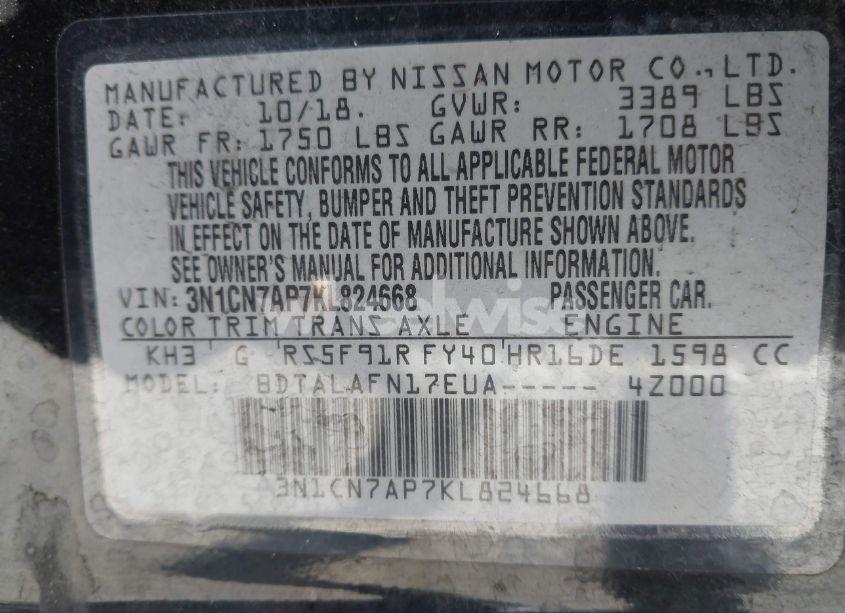 MANUFACTURED BY NISSAN MOTOR CO.,LTD.
DATE: 10/18. GVWR: 3389 LBS
GAWR FR: 1750 LBS GAWR RR: 1708 LBS
THIS VEHICLE CONFORMS TO ALL APPLICABLE FEDERAL MOTOR
VEHICLE SAFETY, BUMPER AND THEFT PREVENTION STANDARDS
IN EFFECT ON THE DATE OF MANUFACTURE SHOWN ABOVE.
SEE OWNER'S MANUAL FOR ADDITIONAL INFORMATION.
VIN: 3N1CN7AP7KL824668 PASSENGER CAR.
COLOR TRIM TRANS AXLE ENGINE
KH3 G RS5F91R FY40 HR16DE 1598 CC
MODEL: BDTALAFN17EUA----- 4Z000
3N1CN7AP7KL824668